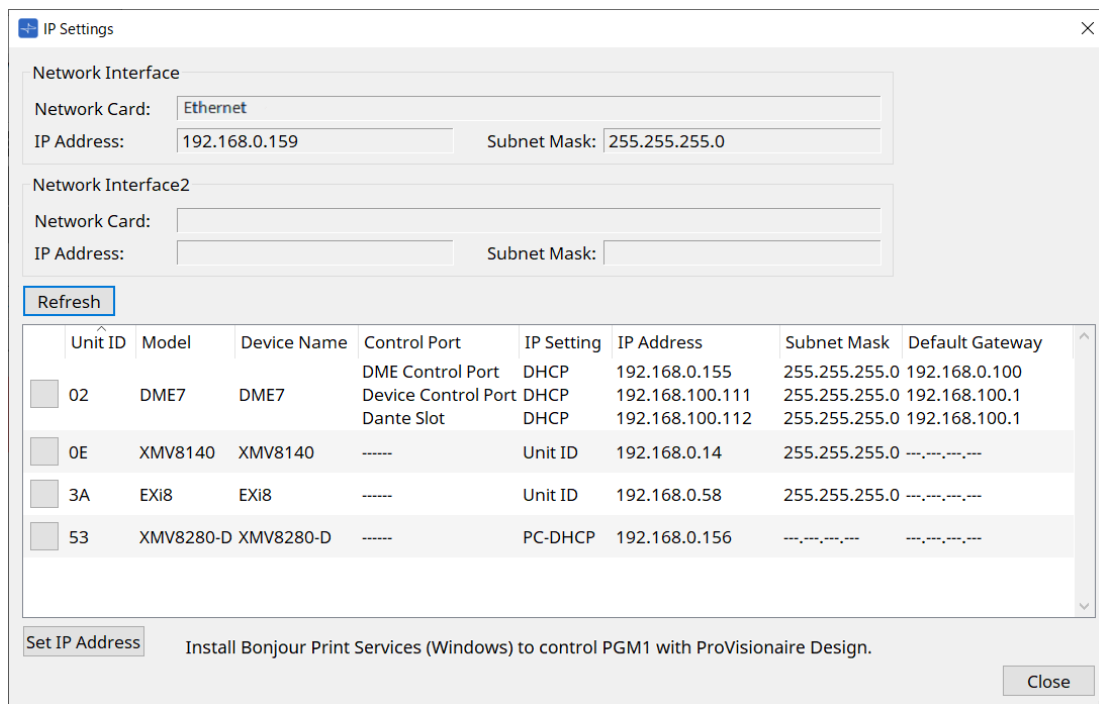 IP Settings
Network Interface
Network Card: Ethernet
IP Address: 192.168.0.159 Subnet Mask: 255.255.255.0
Network Interface2
Network Card:
IP Address: Subnet Mask:
Refresh
Unit ID Model Device Name Control Port IP Setting IP Address Subnet Mask Default Gateway
DME Control Port DHCP 192.168.0.155 255.255.255.0 192.168.0.100
02 DME7 DME7 Device Control Port DHCP 192.168.100.111 255.255.255.0 192.168.100.1
Dante Slot DHCP 192.168.100.112 255.255.255.0 192.168.100.1
0E XMV8140 XMV8140 ------ Unit ID 192.168.0.14 255.255.255.0 ---.---.---.---
3A EXi8 EXi8 ------ Unit ID 192.168.0.58 255.255.255.0 ---.---.---.---
53 XMV8280-D XMV8280-D ------ PC-DHCP 192.168.0.156 ---.---.---.--- ---.---.---.---
Set IP Address Install Bonjour Print Services (Windows) to control PGM1 with ProVisionaire Design.
Close